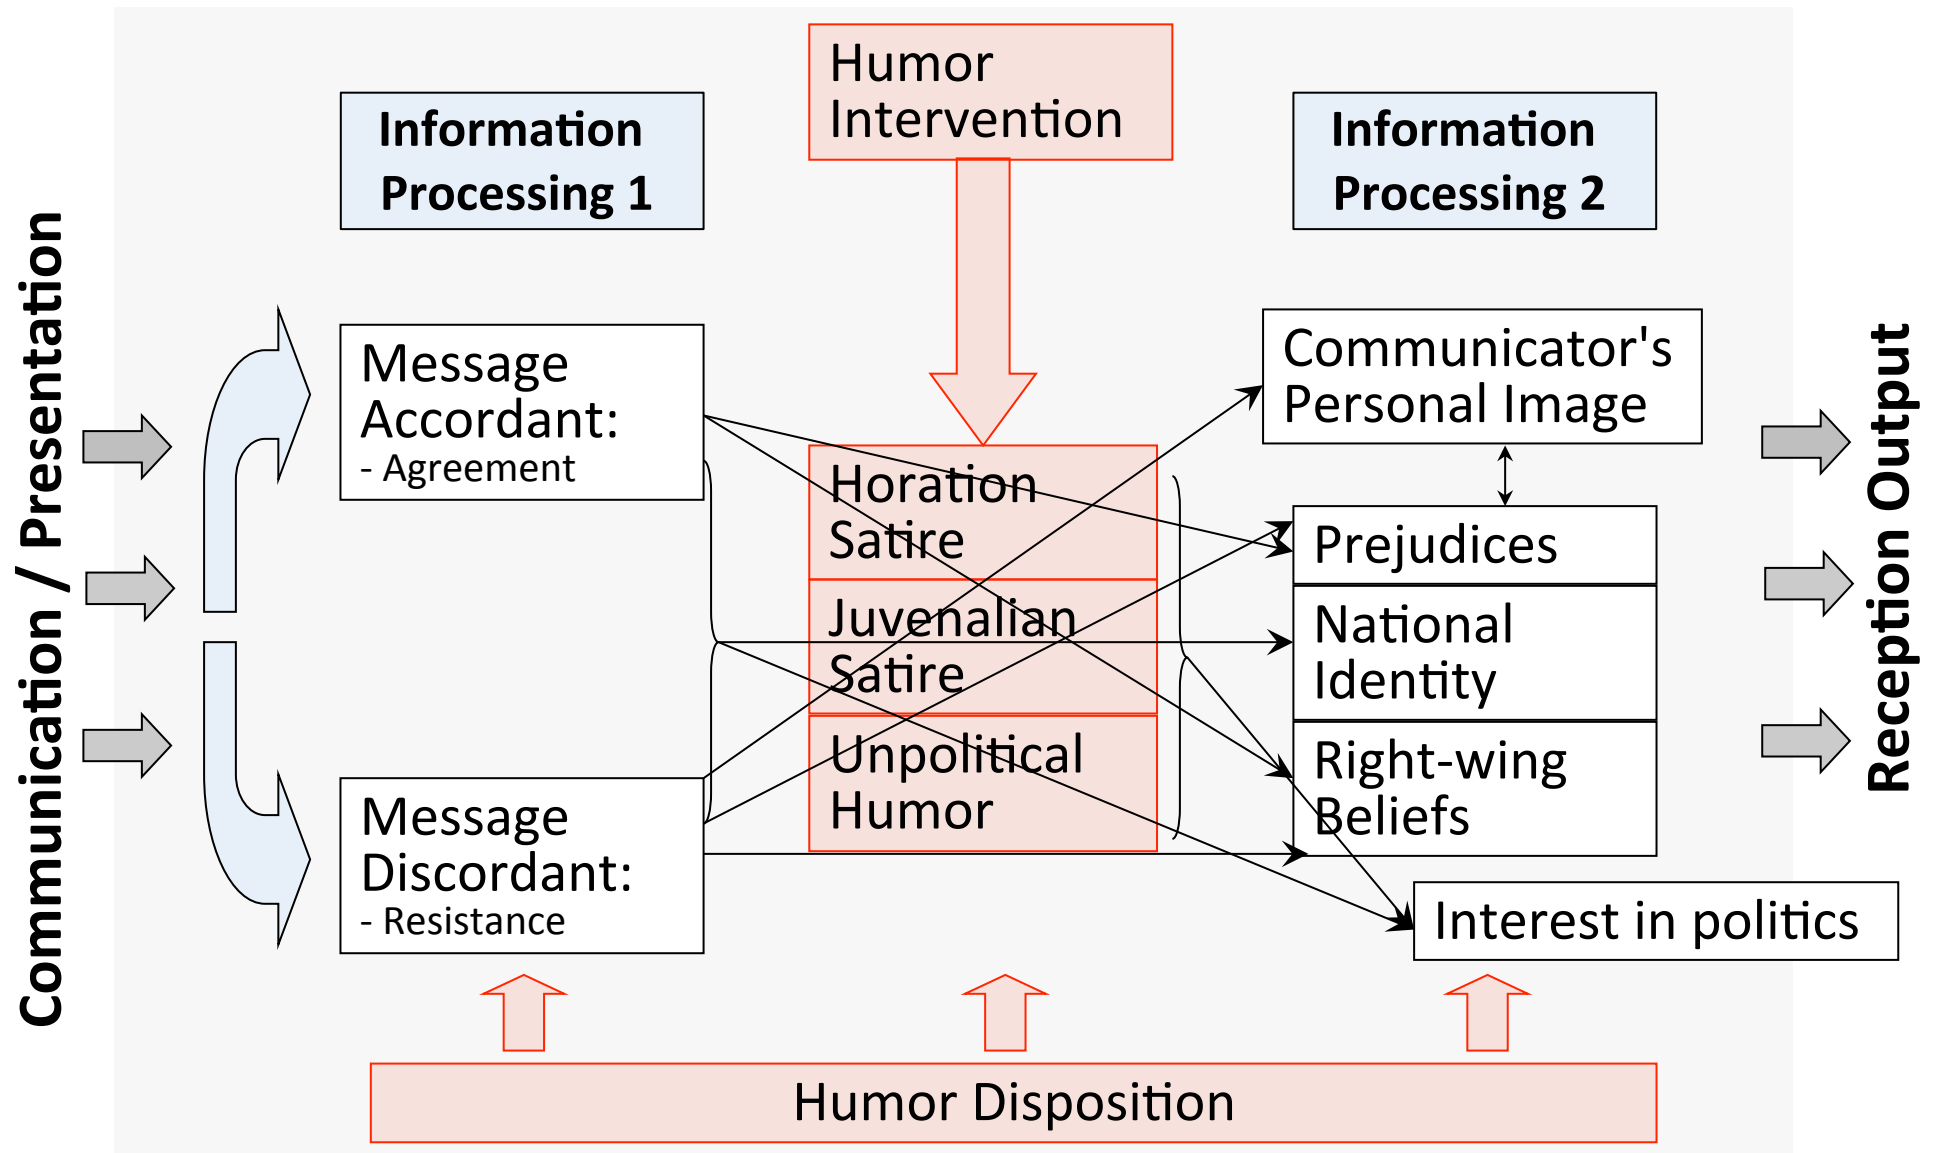 Communication / Presentation
Information
Processing 1
Humor
Intervention
Information
Processing 2
Message
Accordant:
- Agreement
Message
Discordant:
- Resistance
Horation
Satire
Juvenalian
Satire
Unpolitical
Humor
Communicator's
Personal Image
Prejudices
National
Identity
Right-wing
Beliefs
Interest in politics
Humor Disposition
Reception Output